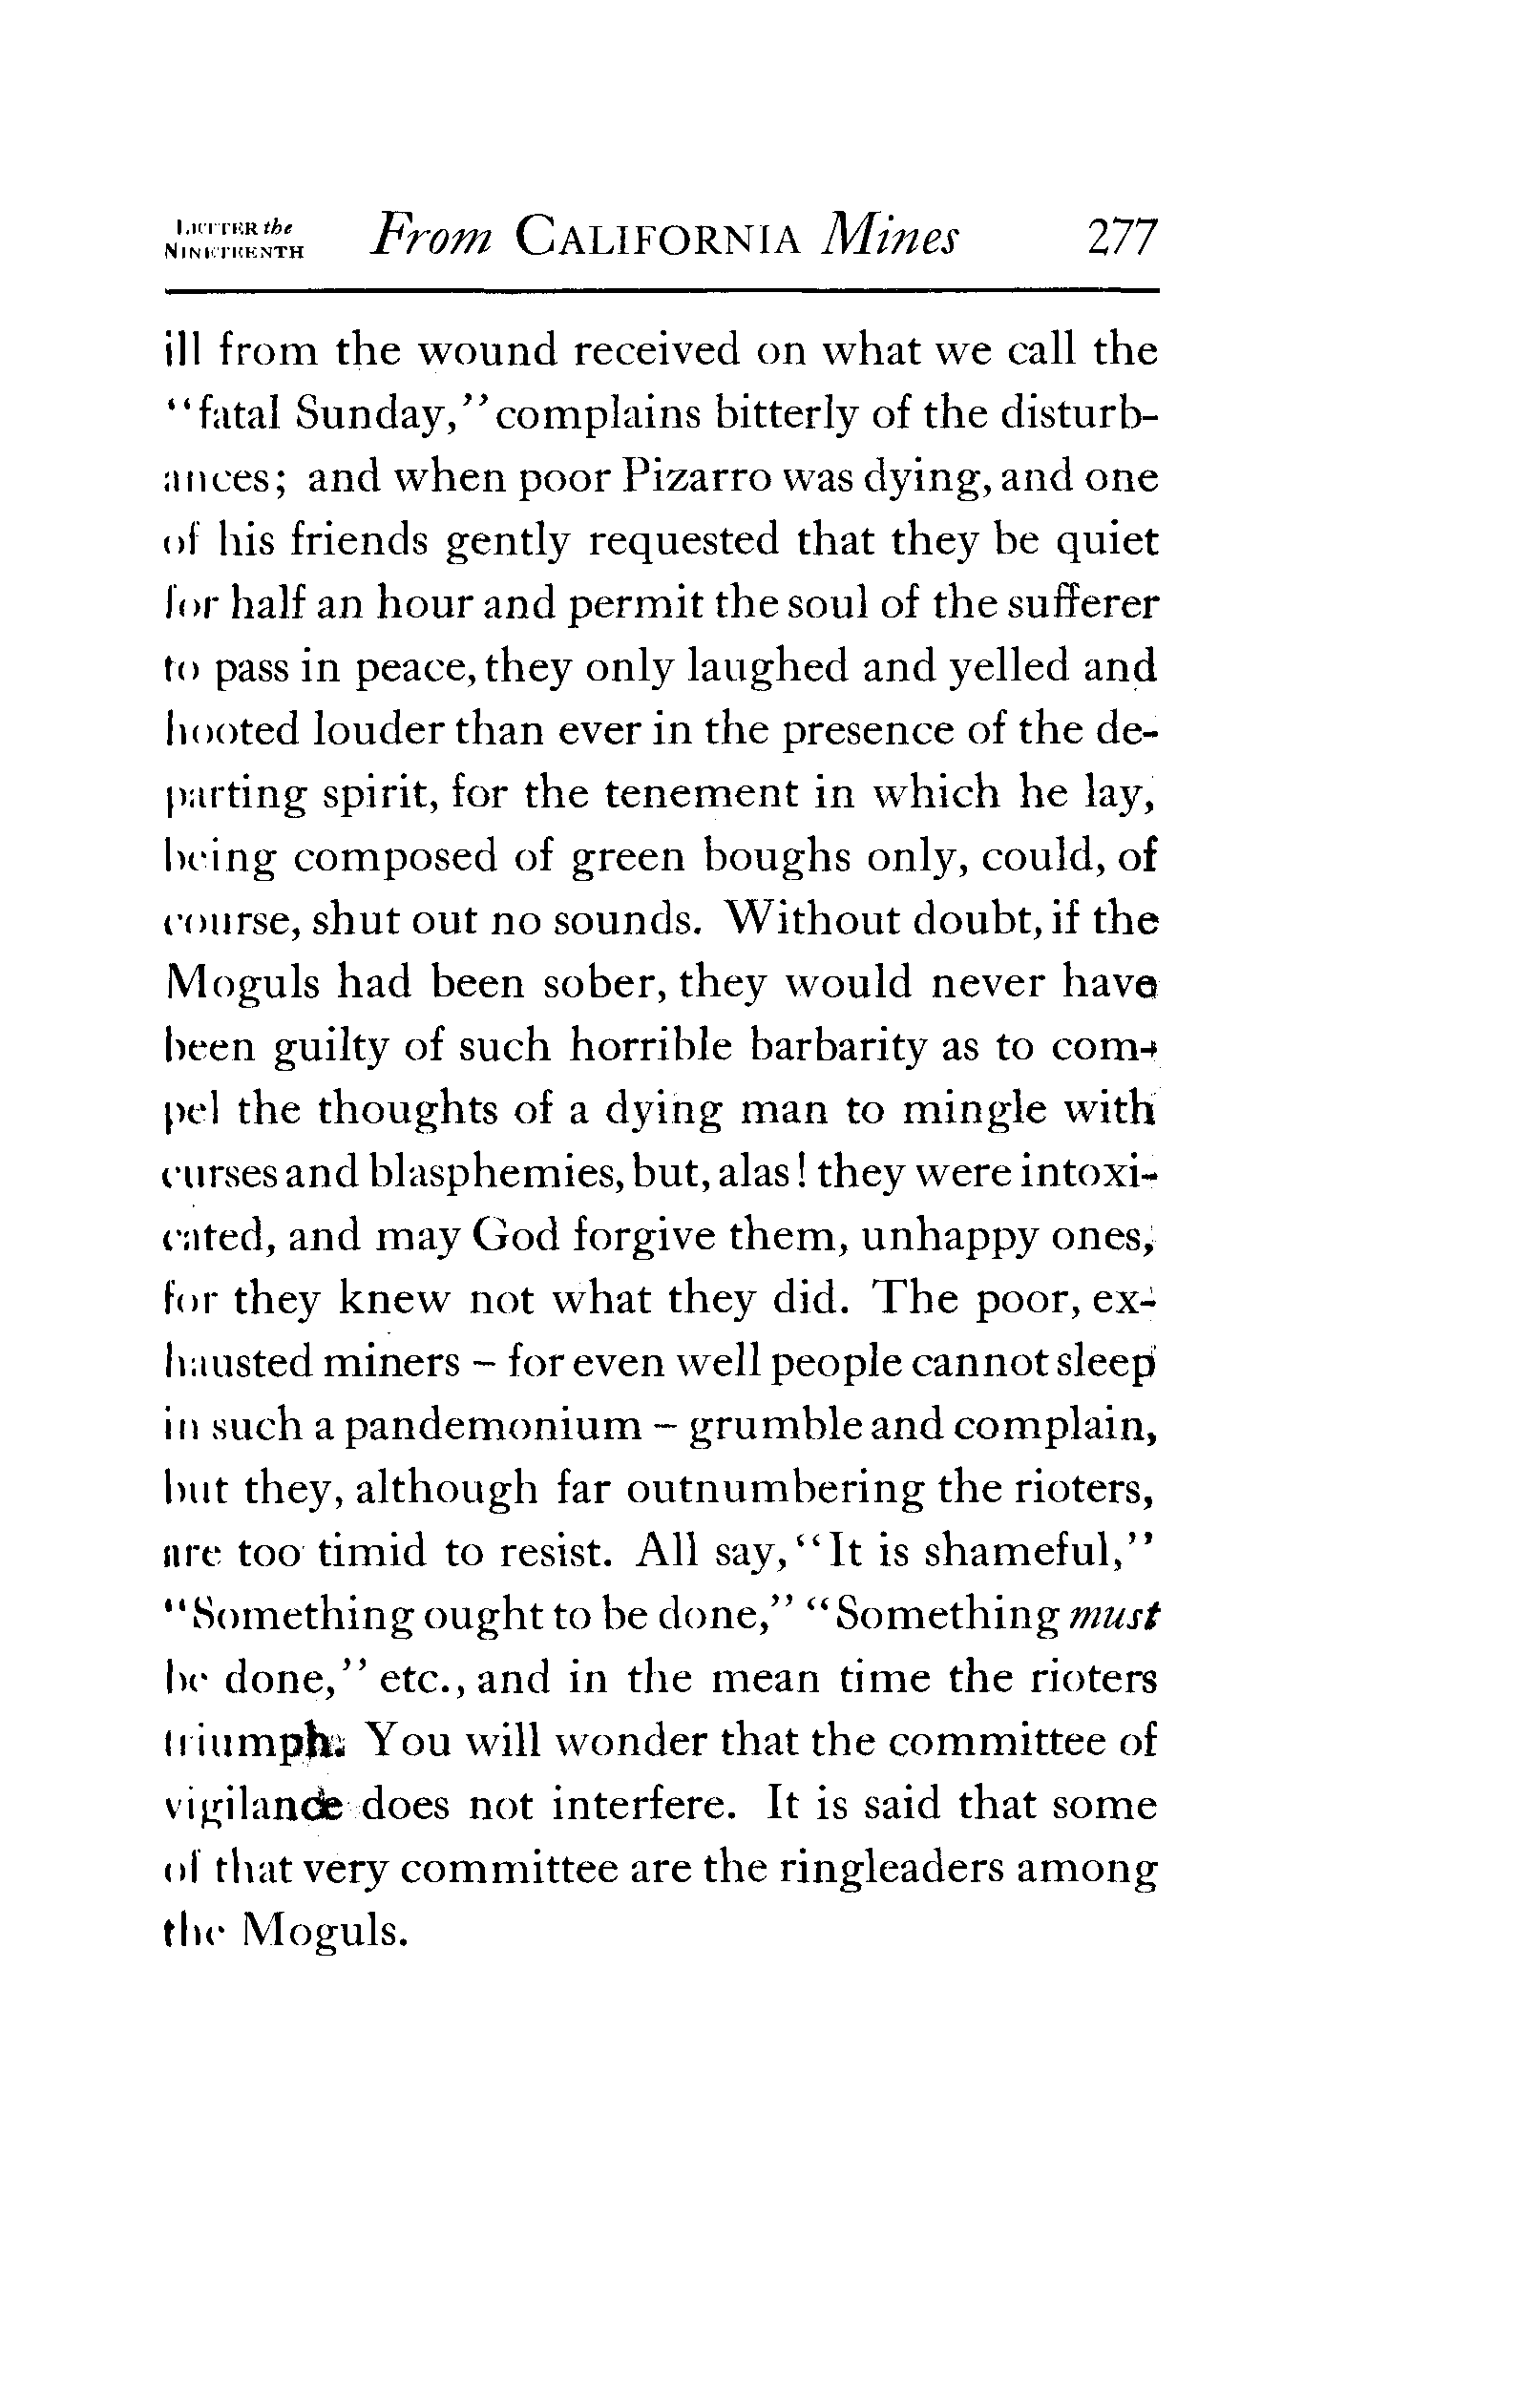 LETTER the
NINETEENTH
From CALIFORNIA Mines 277
ill from the wound received on what we call the
“fatal Sunday,” complains bitterly of the disturb-
ances; and when poor Pizarro was dying, and one
of his friends gently requested that they be quiet
for half an hour and permit the soul of the sufferer
to pass in peace, they only laughed and yelled and
hooted louder than ever in the presence of the de-
parting spirit, for the tenement in which he lay,
being composed of green boughs only, could, of
course, shut out no sounds. Without doubt, if the
Moguls had been sober, they would never have
been guilty of such horrible barbarity as to com-
pel the thoughts of a dying man to mingle with
curses and blasphemies, but, alas! they were intoxi-
cated, and may God forgive them, unhappy ones,
for they knew not what they did. The poor, ex-
hausted miners – for even well people cannot sleep
in such a pandemonium – grumble and complain,
but they, although far outnumbering the rioters,
are too timid to resist. All say, “It is shameful,”
“Something ought to be done,” “Something must
be done,” etc., and in the mean time the rioters
triumph. You will wonder that the committee of
vigilance does not interfere. It is said that some
of that very committee are the ringleaders among
the Moguls.